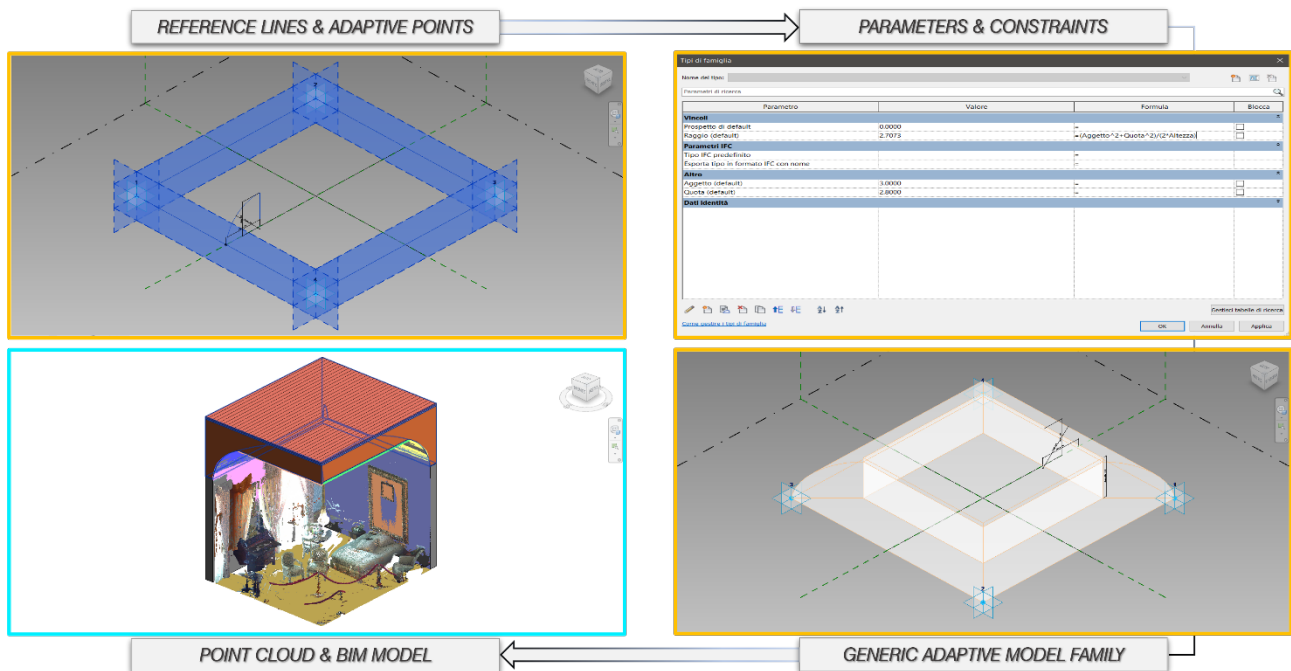 REFERENCE LINES & ADAPTIVE POINTS
PARAMETERS & CONSTRAINTS
Tipi di famiglia
Nome del tipo:
Parametri di ricerca
Parametro Valore Formula Blocca
Vincoli
Prospetto di default 0.0000 =
Raggio (default) 2.7073 =(Aggetto^2+Quota^2)/(2*Altezza)
Parametri IFC
Tipo IFC predefinito =
Esporta tipo in formato IFC con nome =
Altro
Aggetto (default) 3.0000 =
Quota (default) 2.8000 =
Dati identità
Gestisci tabelle di ricerca
Come gestire i tipi di famiglia
OK Annulla Applica
POINT CLOUD & BIM MODEL
GENERIC ADAPTIVE MODEL FAMILY